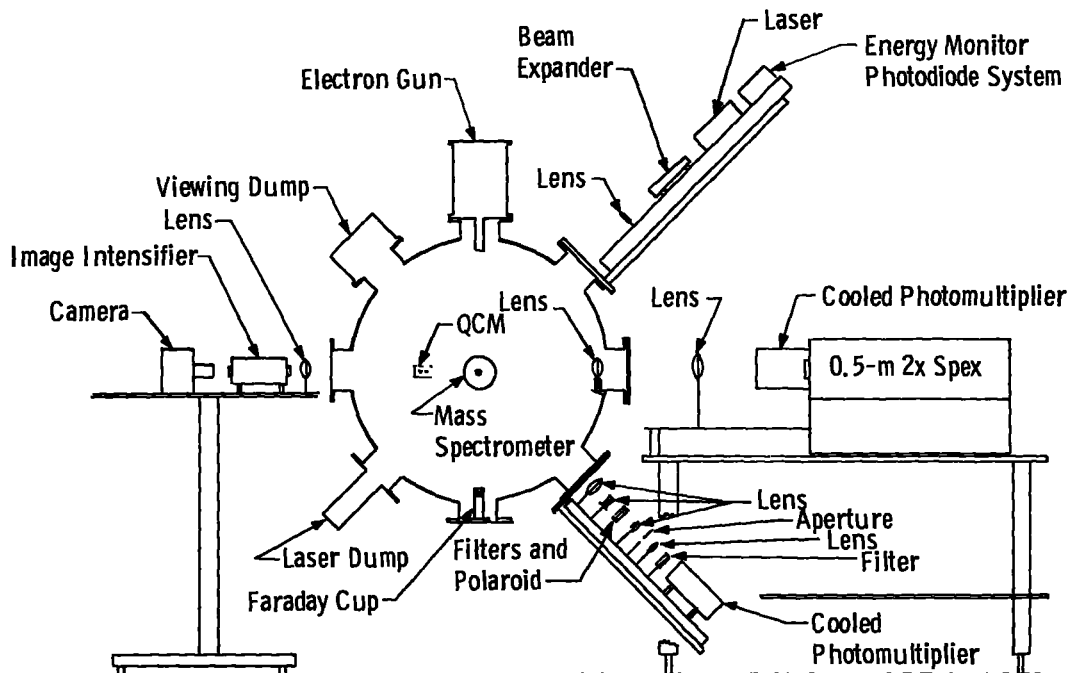 Laser
Beam
Expander
Energy Monitor
Photodiode System
Electron Gun
Lens
Viewing Dump
Lens
Image Intensifier
Camera
QCM
Lens
Lens
Cooled Photomultiplier
0.5-m 2x Spex
Mass
Spectrometer
Lens
Aperture
Lens
Filter
Laser Dump
Filters and
Polaroid
Faraday Cup
Cooled
Photomultiplier